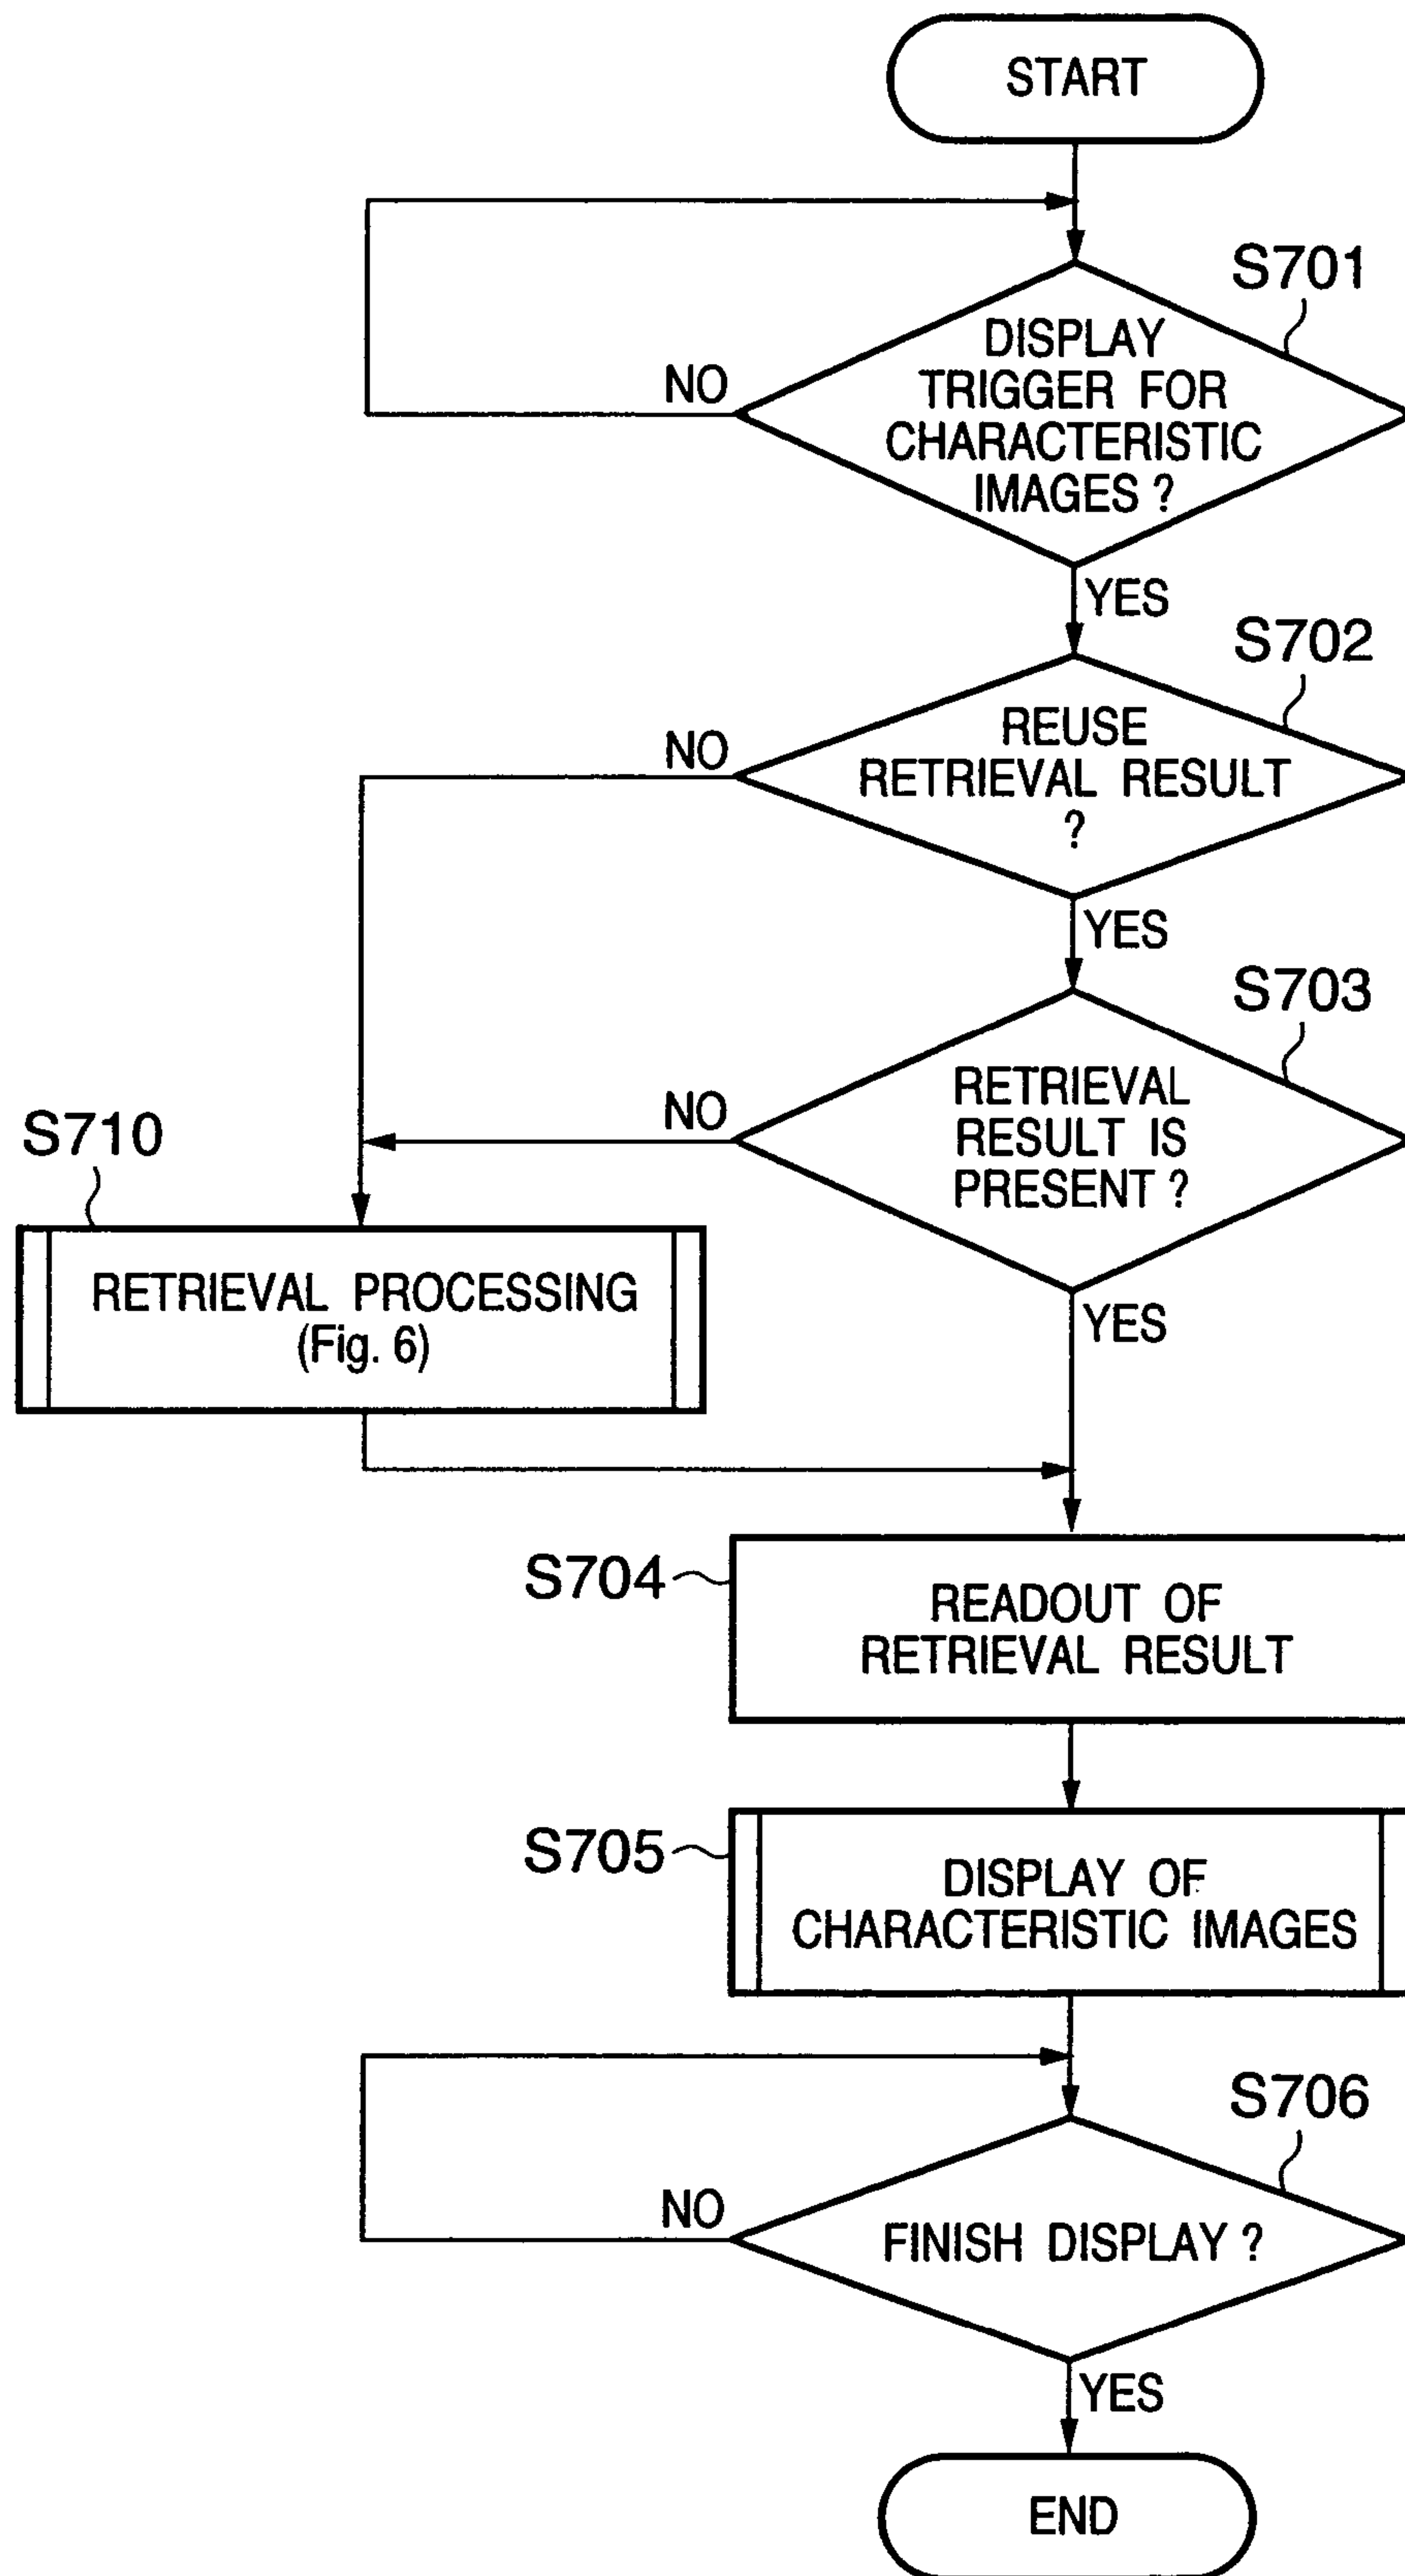 START
S701
DISPLAY
TRIGGER FOR
CHARACTERISTIC
IMAGES ?
NO
YES
S702
REUSE
RETRIEVAL RESULT
?
NO
YES
S703
RETRIEVAL
RESULT IS
PRESENT ?
NO
YES
S710
RETRIEVAL PROCESSING
(Fig. 6)
S704
READOUT OF
RETRIEVAL RESULT
S705
DISPLAY OF
CHARACTERISTIC IMAGES
S706
FINISH DISPLAY ?
NO
YES
END